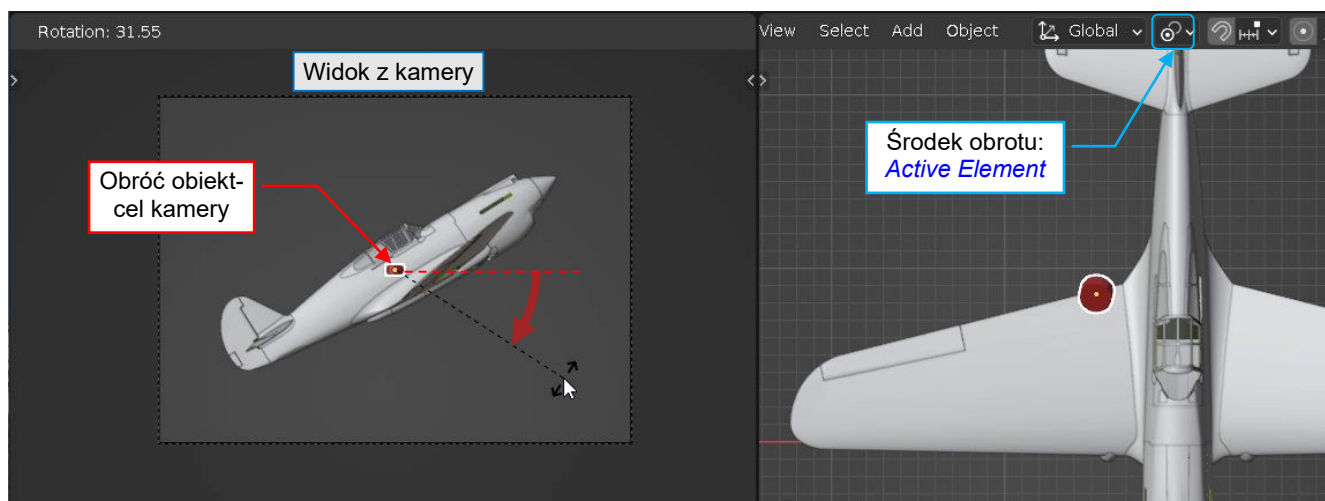 Rotation: 31.55
View Select Add Object Global
Widok z kamery
Środek obrotu:
Active Element
Obróć obiekt-
cel kamery